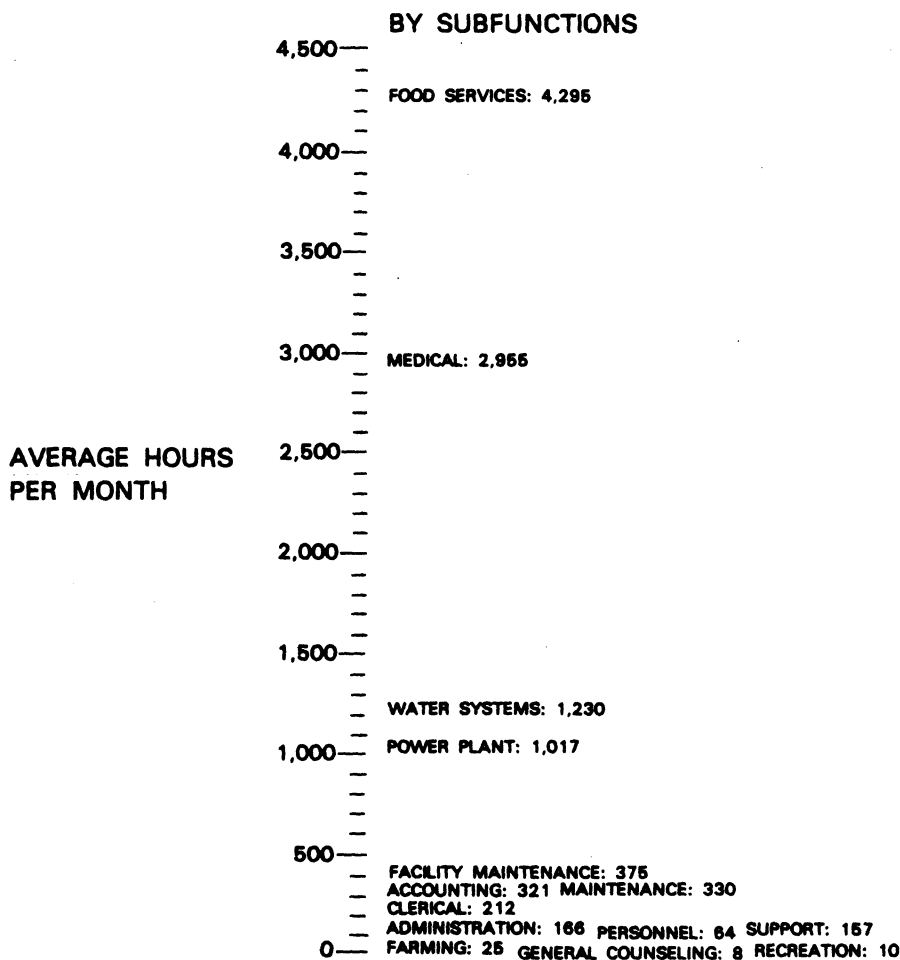 BY SUBFUNCTIONS
4,500
FOOD SERVICES: 4,295
4,000
3,500
3,000
MEDICAL: 2,955
AVERAGE HOURS
PER MONTH
2,500
2,000
1,500
WATER SYSTEMS: 1,230
1,000
POWER PLANT: 1,017
500
FACILITY MAINTENANCE: 375
ACCOUNTING: 321 MAINTENANCE: 330
CLERICAL: 212
ADMINISTRATION: 166 PERSONNEL: 64 SUPPORT: 157
0 FARMING: 25 GENERAL COUNSELING: 8 RECREATION: 10